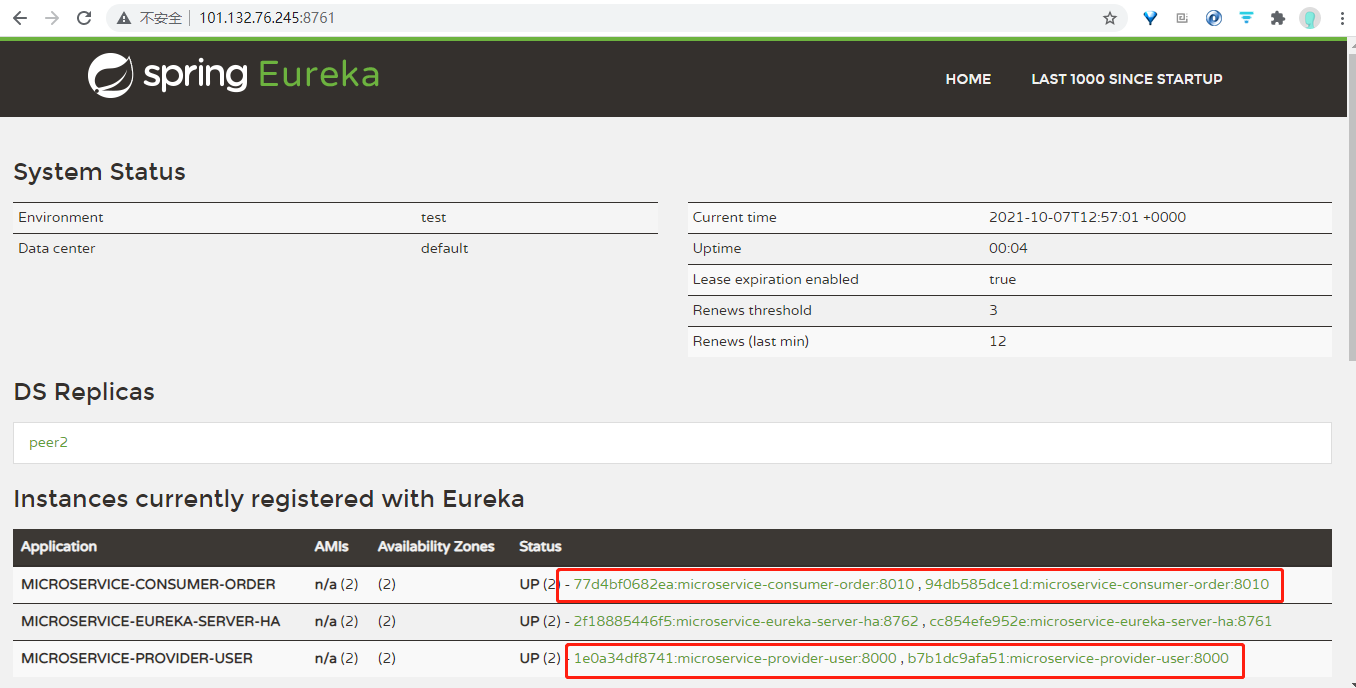 不安全 | 101.132.76.245:8761
spring Eureka
HOME LAST 1000 SINCE STARTUP
System Status
Environment test
Data center default
Current time 2021-10-07T12:57:01 +0000
Uptime 00:04
Lease expiration enabled true
Renews threshold 3
Renews (last min) 12
DS Replicas
peer2
Instances currently registered with Eureka
Application AMIs Availability Zones Status
MICROSERVICE-CONSUMER-ORDER n/a (2) (2) UP (2) - 77d4bf0682ea:microservice-consumer-order:8010 , 94db585dce1d:microservice-consumer-order:8010
MICROSERVICE-EUREKA-SERVER-HA n/a (2) (2) UP (2) - 2f18885446f5:microservice-eureka-server-ha:8762 , cc854efe952e:microservice-eureka-server-ha:8761
MICROSERVICE-PROVIDER-USER n/a (2) (2) UP (2) - 1e0a34df8741:microservice-provider-user:8000 , b7b1dc9afa51:microservice-provider-user:8000